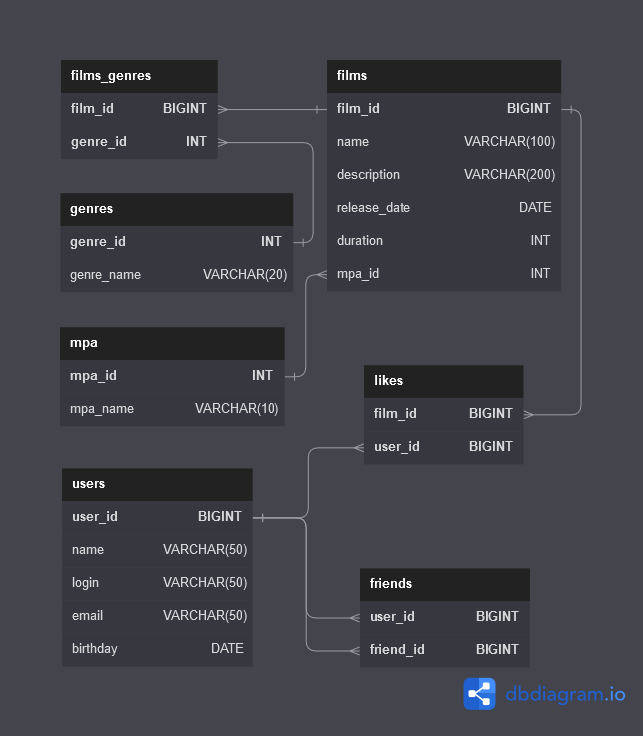 films_genres
film_id BIGINT
genre_id INT
films
film_id BIGINT
name VARCHAR(100)
description VARCHAR(200)
release_date DATE
duration INT
mpa_id INT
genres
genre_id INT
genre_name VARCHAR(20)
mpa
mpa_id INT
mpa_name VARCHAR(10)
likes
film_id BIGINT
user_id BIGINT
users
user_id BIGINT
name VARCHAR(50)
login VARCHAR(50)
email VARCHAR(50)
birthday DATE
friends
user_id BIGINT
friend_id BIGINT
dbdiagram.io